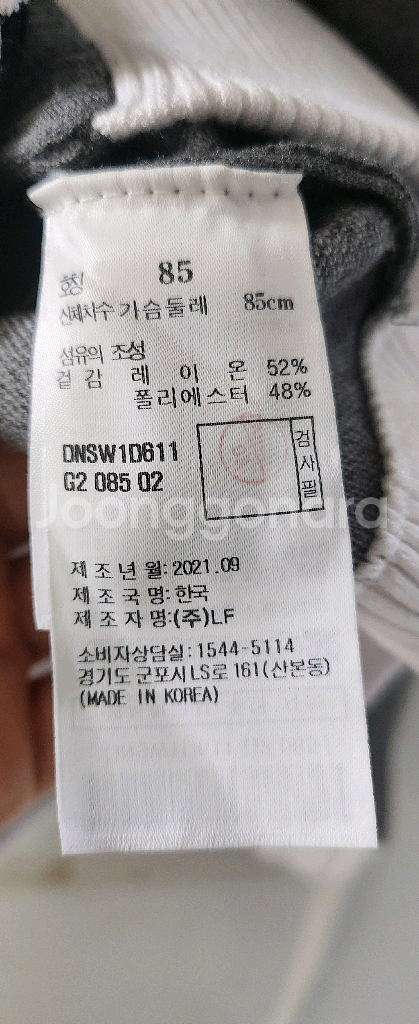 호칭 85
신체치수 가슴둘레 85cm
섬유의 조성
겉감 레이온 52%
폴리에스터 48%
DNSW1D611
G2 085 02
검사필
Joonggonara
제조년월: 2021.09
제조국명: 한국
제조자명:(주)LF
소비자상담실: 1544-5114
경기도 군포시 LS로 161(산본동)
(MADE IN KOREA)